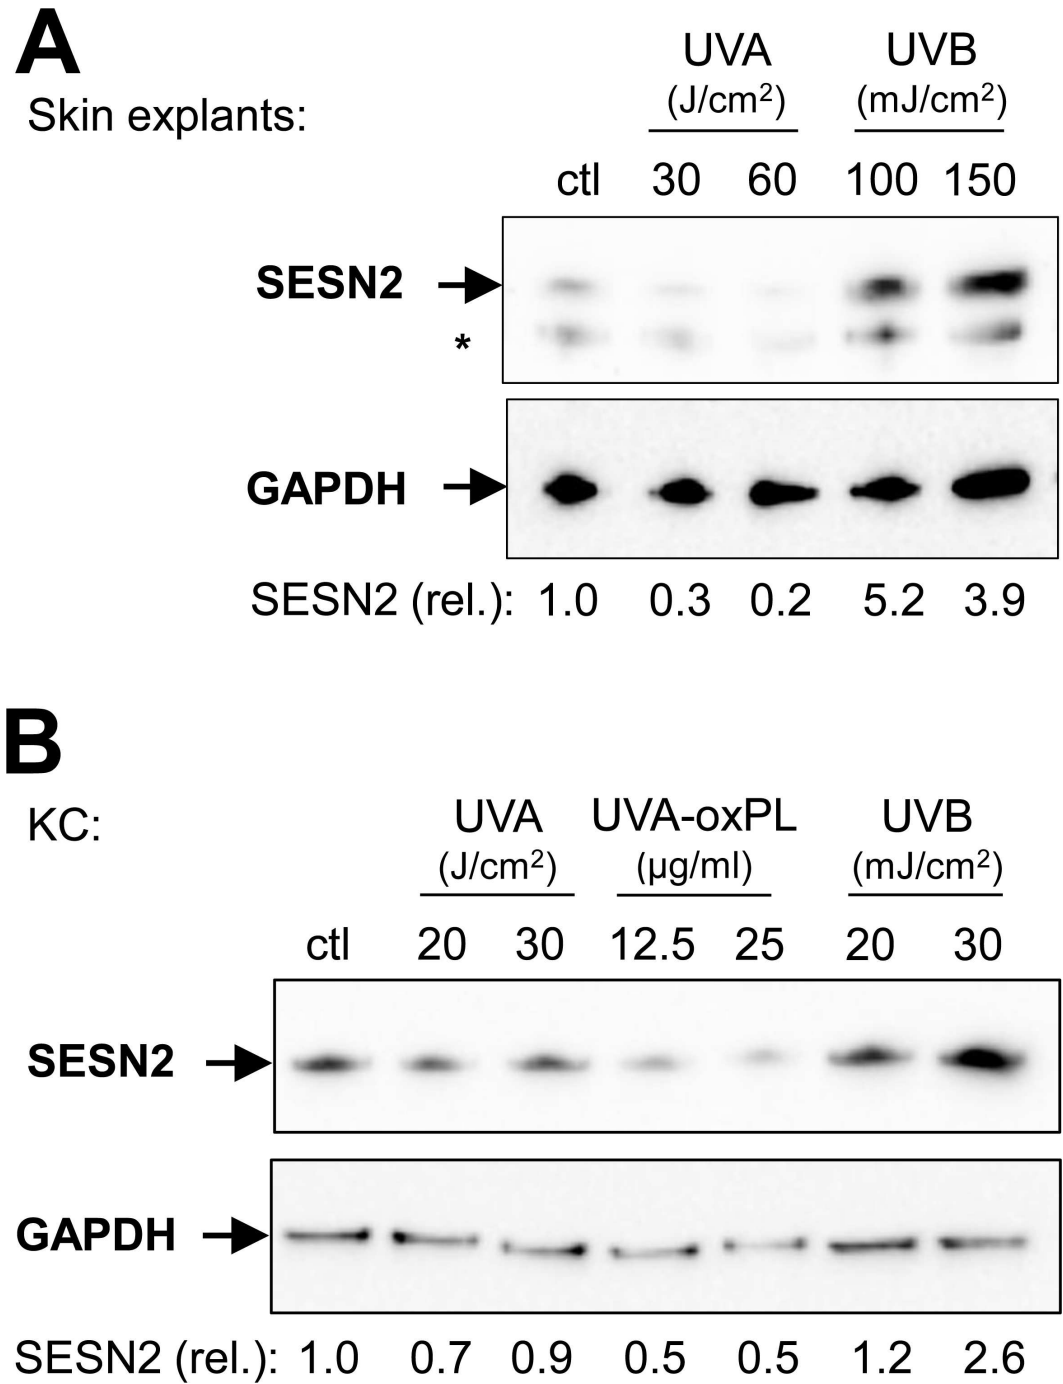 A
Skin explants:
UVA UVB
(J/cm²) (mJ/cm²)
ctl 30 60 100 150
SESN2
*
GAPDH
SESN2 (rel.): 1.0 0.3 0.2 5.2 3.9
B
KC:
UVA UVA-oxPL UVB
(J/cm²) (µg/ml) (mJ/cm²)
ctl 20 30 12.5 25 20 30
SESN2
GAPDH
SESN2 (rel.): 1.0 0.7 0.9 0.5 0.5 1.2 2.6